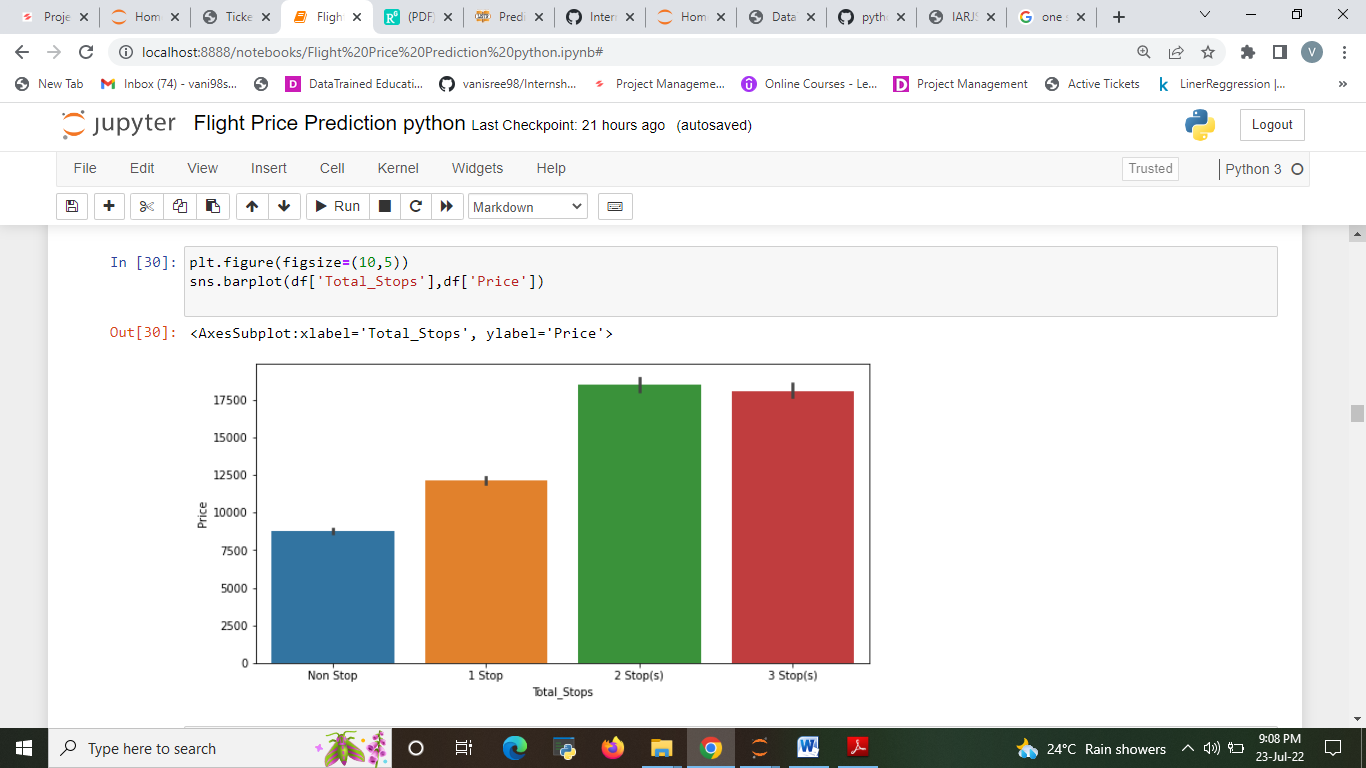 Proje Hom Ticke Flight (PDF) Predi Inter Hom Data pyth IARJS one s
localhost:8888/notebooks/Flight%20Price%20Prediction%20python.ipynb#
V
New Tab Inbox (74) - vani98s... DataTrained Educati... vanisree98/Internsh... Project Manageme... Online Courses - Le... Project Management Active Tickets LinerReggression |... »
jupyter Flight Price Prediction python Last Checkpoint: 21 hours ago (autosaved) Logout
File Edit View Insert Cell Kernel Widgets Help Trusted Python 3
Run Markdown
In [30]: plt.figure(figsize=(10,5))
sns.barplot(df['Total_Stops'],df['Price'])
Out[30]: <AxesSubplot:xlabel='Total_Stops', ylabel='Price'>
17500
15000
12500
10000
Price
7500
5000
2500
0
Non Stop 1 Stop 2 Stop(s) 3 Stop(s)
Total_Stops
Type here to search 24°C Rain showers 9:08 PM
23-Jul-22